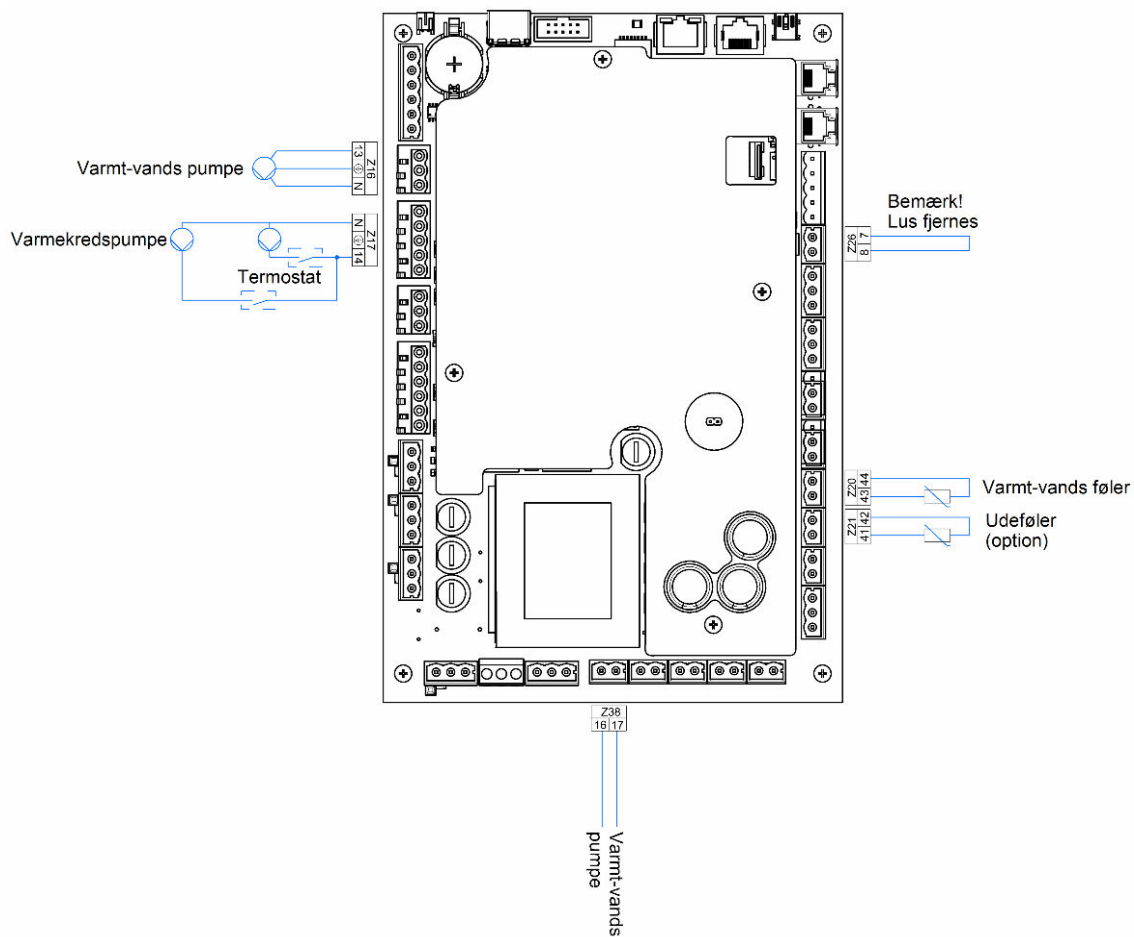 Varmt-vands pumpe
13
N
Z16
Varmekredspumpe
N
14
Z17
Termostat
Bemærk!
Lus fjernes
Z26
7
8
Z20
44
43
Varmt-vands føler
Z21
42
41
Udeføler
(option)
Z38
16 17
Varmt-vands
pumpe